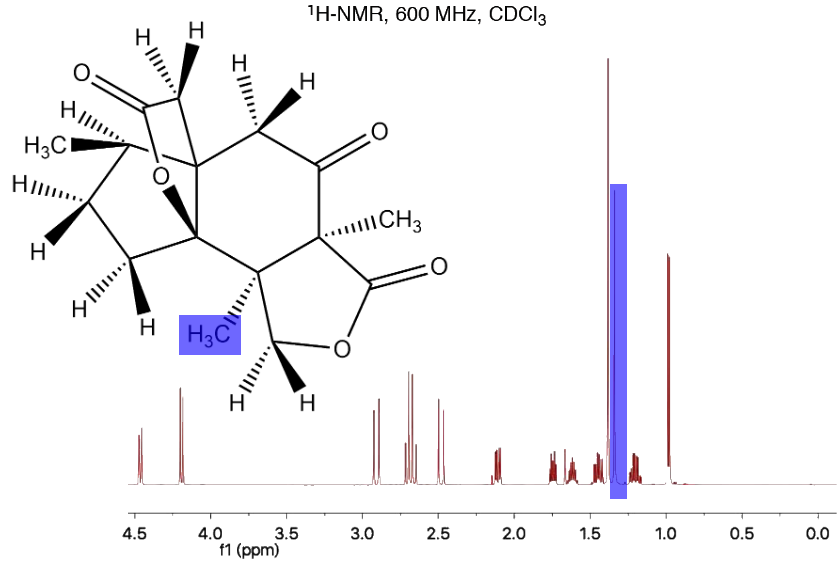 ¹H-NMR, 600 MHz, CDCl₃
H H
O H H
H
H₃C O
O
H
CH₃
H
O
H H₃C
H O
H H
4.5 4.0 3.5 3.0 2.5 2.0 1.5 1.0 0.5 0.0
f1 (ppm)